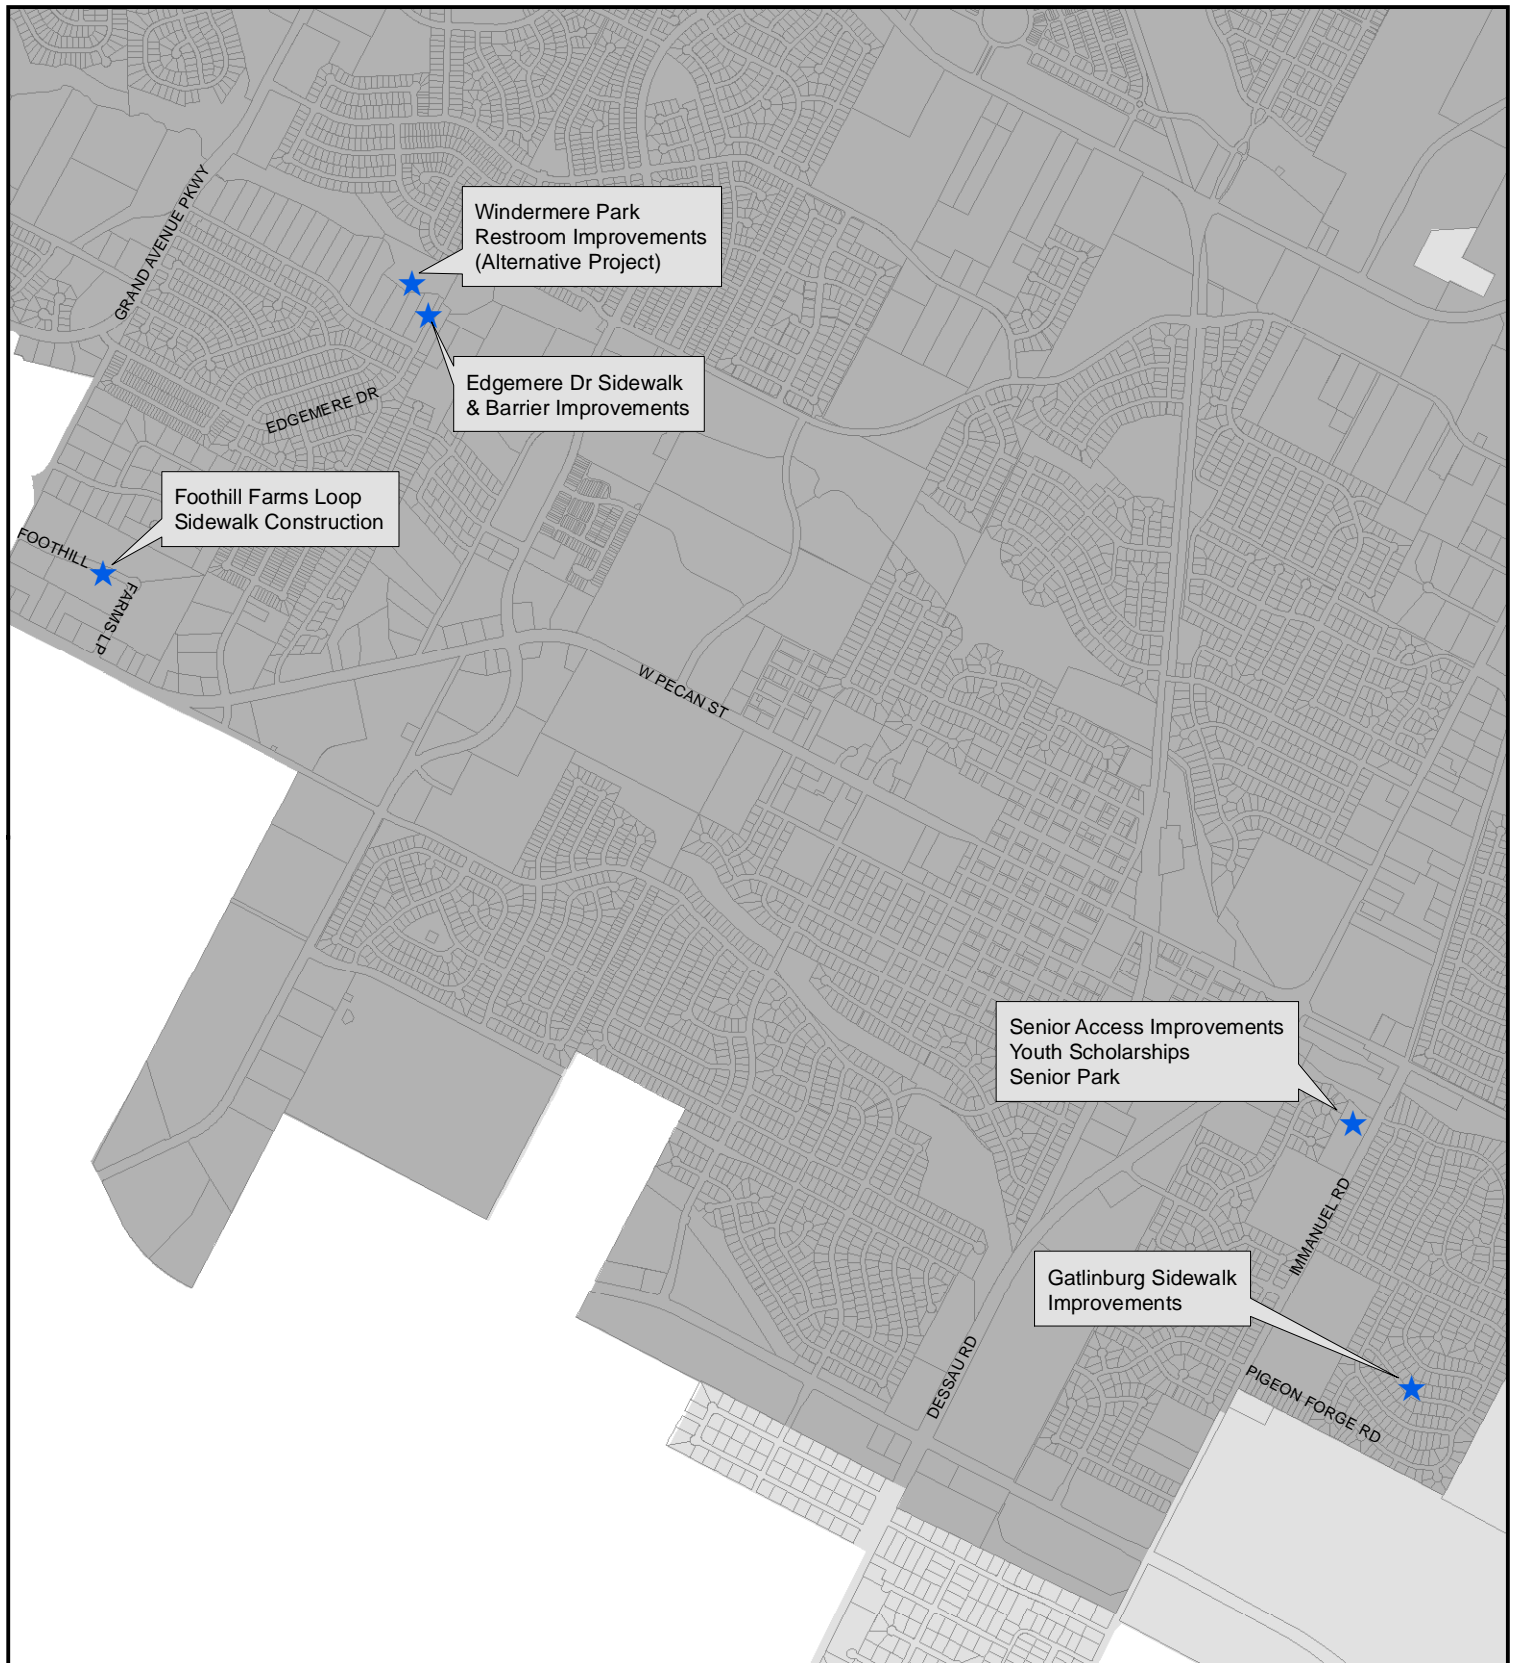 GRAND AVENUE PKWY
Windermere Park
Restroom Improvements
(Alternative Project)
Edgemere Dr Sidewalk
& Barrier Improvements
EDGEMERE DR
Foothill Farms Loop
Sidewalk Construction
FOOTHILL
FARMS LP
W PECAN ST
Senior Access Improvements
Youth Scholarships
Senior Park
IMMANUEL RD
Gatlinburg Sidewalk
Improvements
DESSAU RD
PIGEON FORGE RD